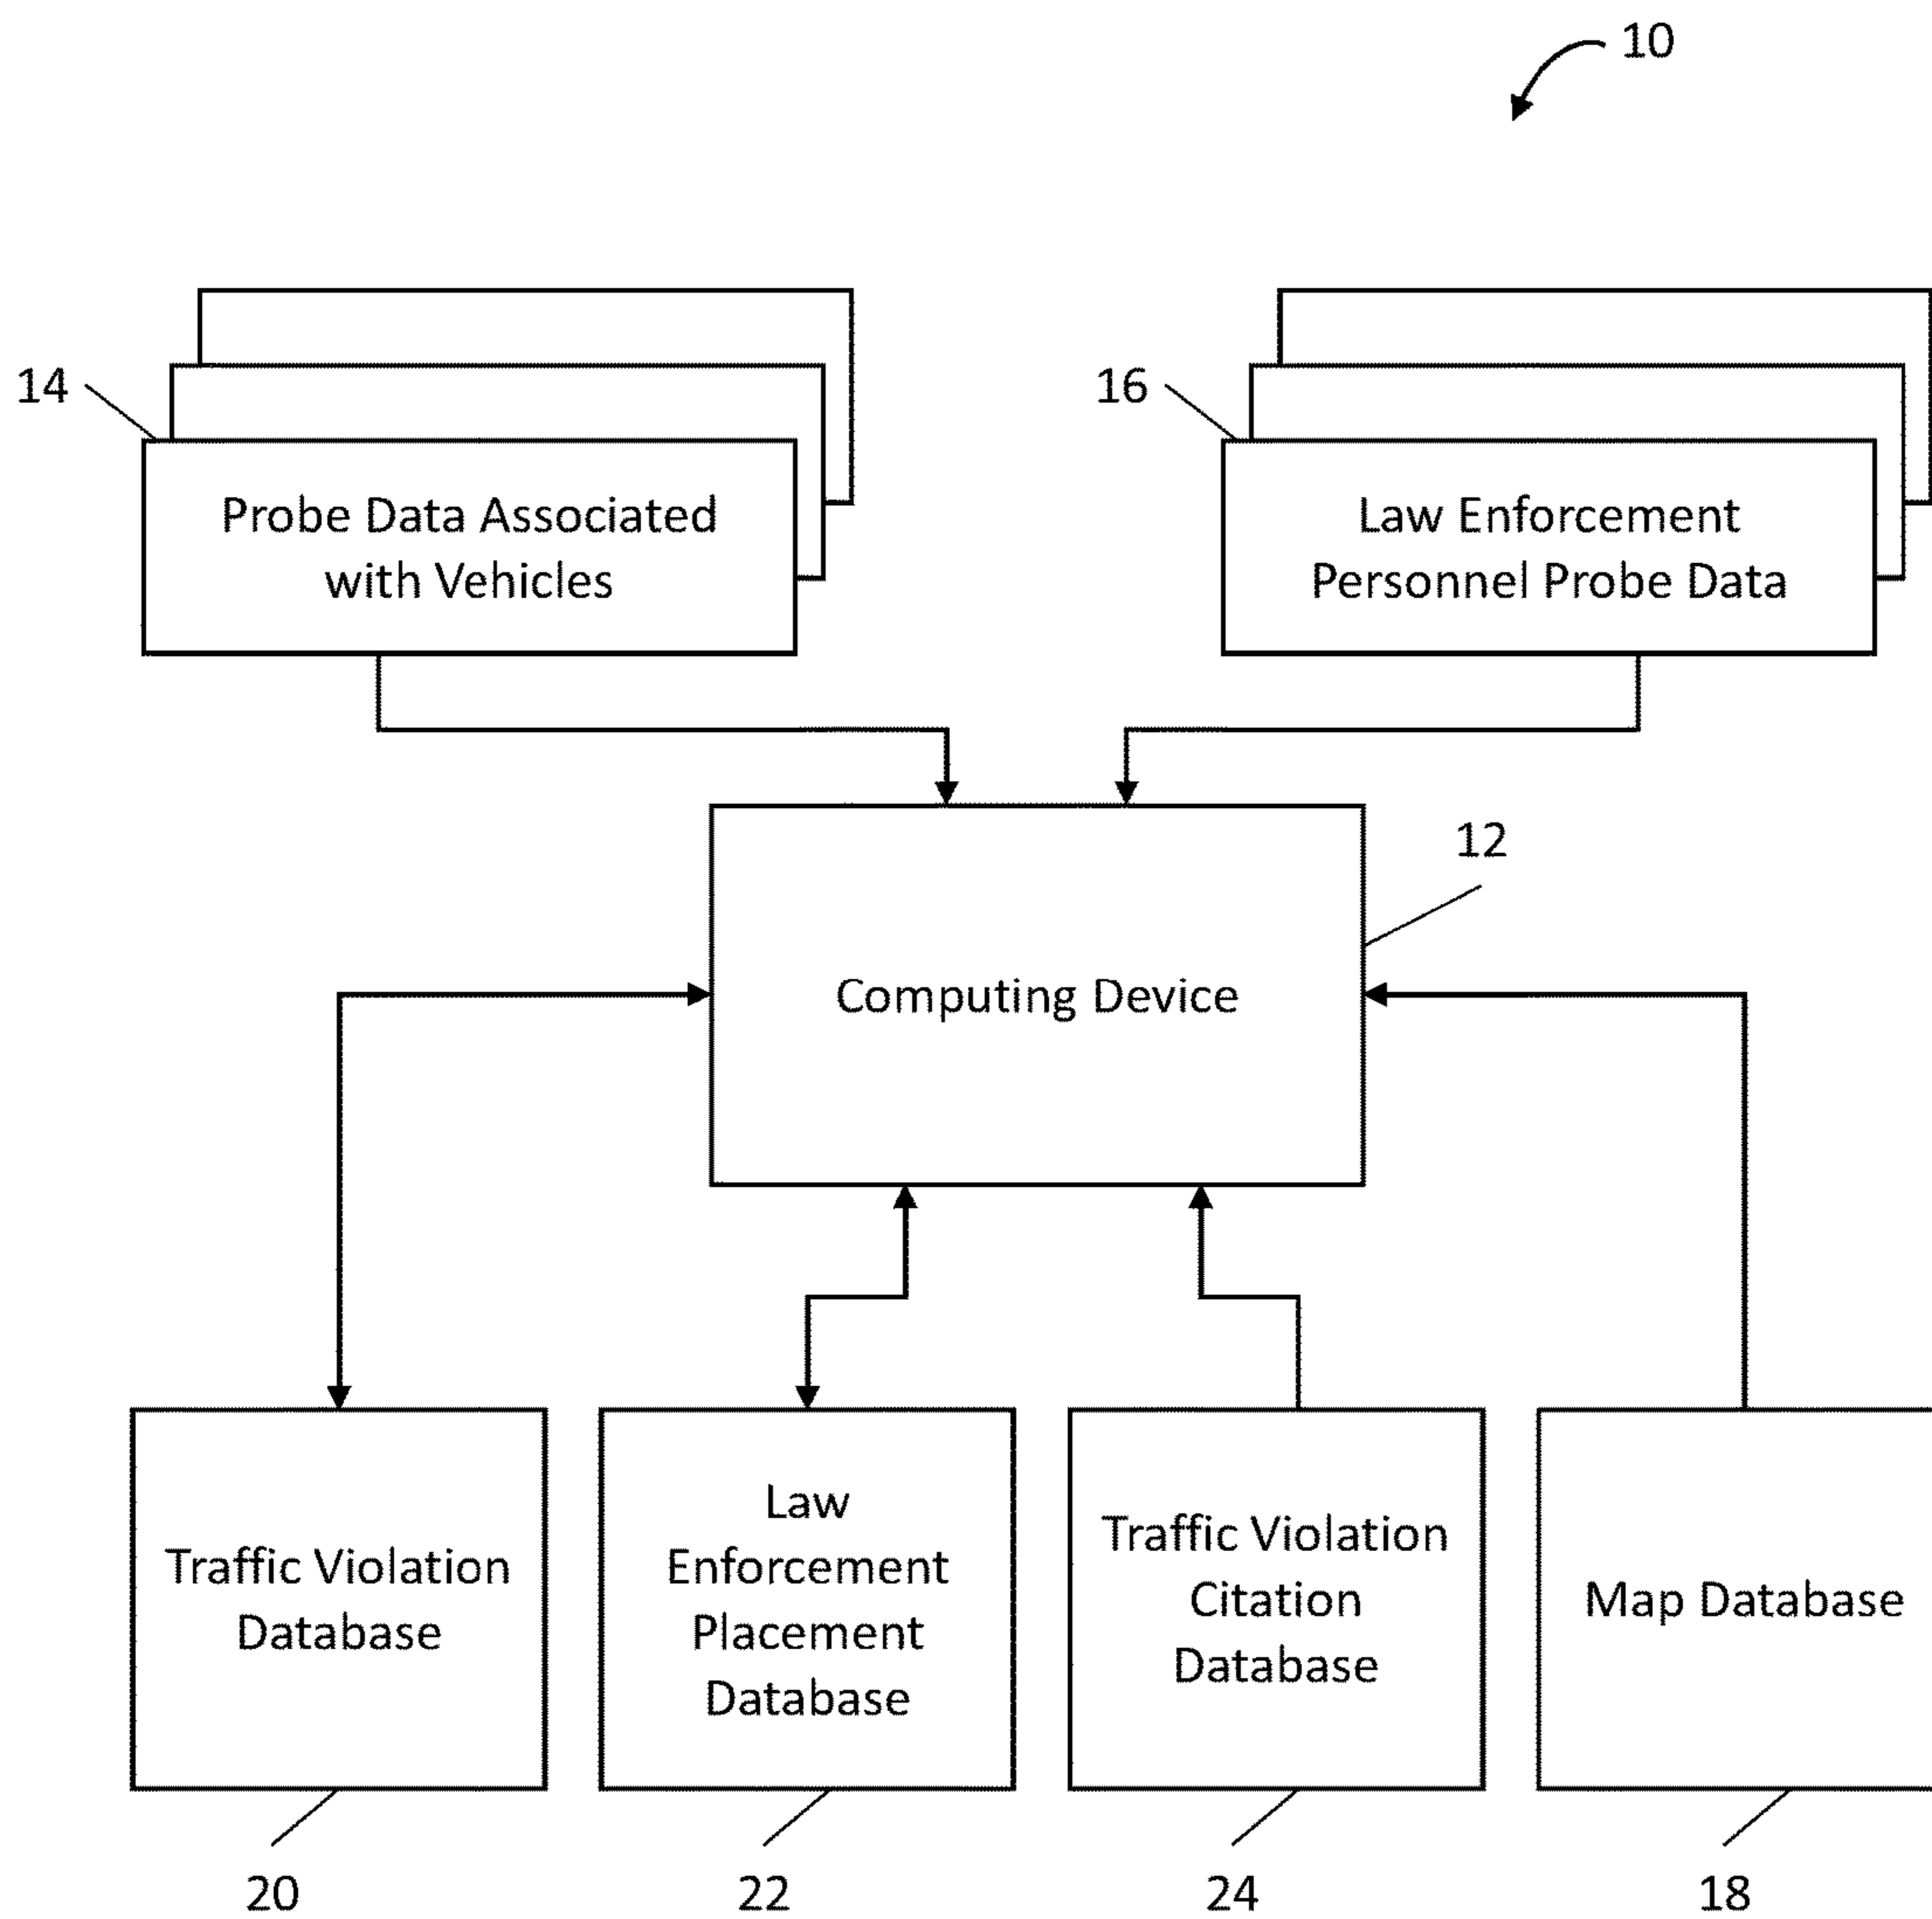 10
14
Probe Data Associated
with Vehicles
16
Law Enforcement
Personnel Probe Data
12
Computing Device
Traffic Violation
Database
Law
Enforcement
Placement
Database
Traffic Violation
Citation
Database
Map Database
20
22
24
18